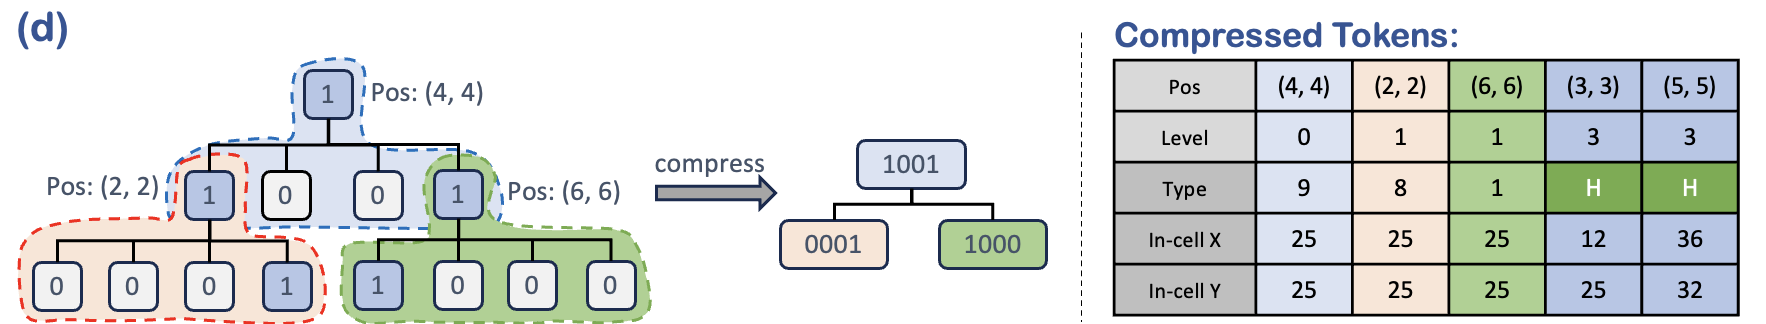 (d)
1
Pos: (4, 4)
Pos: (2, 2)
1
0
0
1
Pos: (6, 6)
0
0
0
1
1
0
0
0
compress
1001
0001
1000
Compressed Tokens:
Pos (4, 4) (2, 2) (6, 6) (3, 3) (5, 5)
Level 0 1 1 3 3
Type 9 8 1 H H
In-cell X 25 25 25 12 36
In-cell Y 25 25 25 25 32